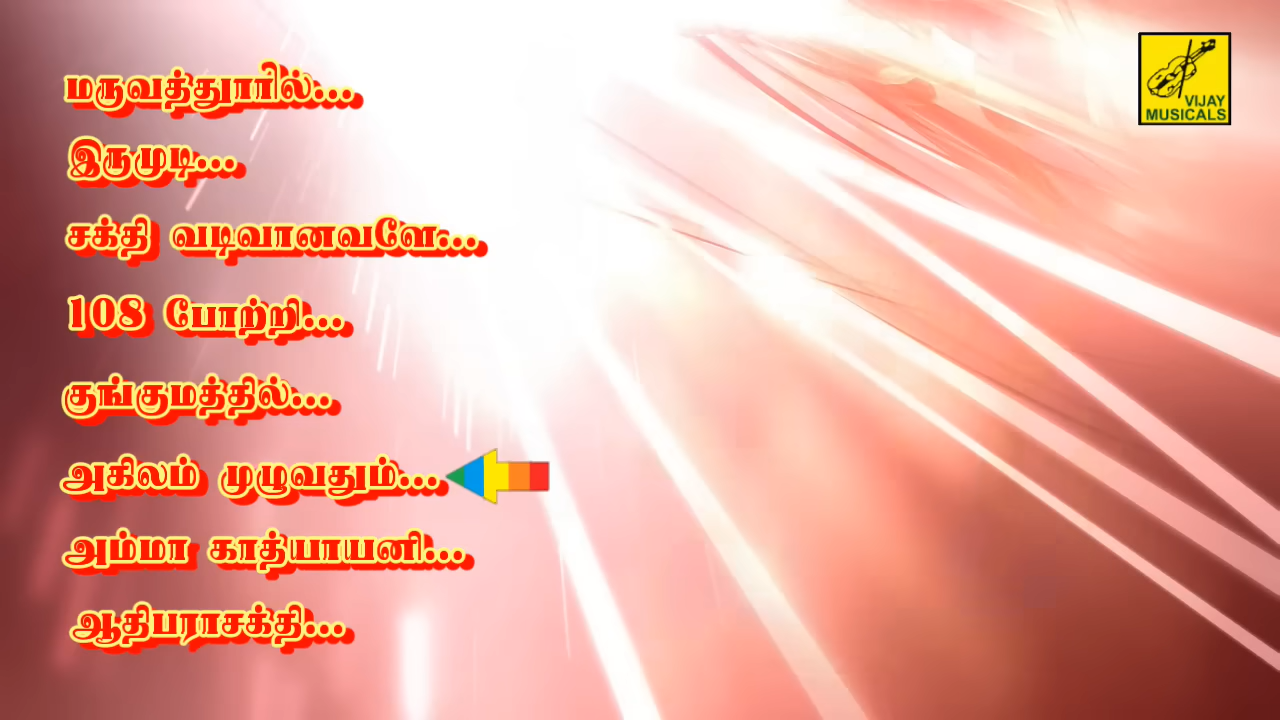 மருவத்தூரில்...
இருமுடி...
சக்தி வடிவானவளே...
108 போற்றி...
குங்குமத்தில்...
அகிலம் முழுவதும்...
அம்மா காத்யாயனி...
ஆதிபராசக்தி...
VIJAY
MUSICALS